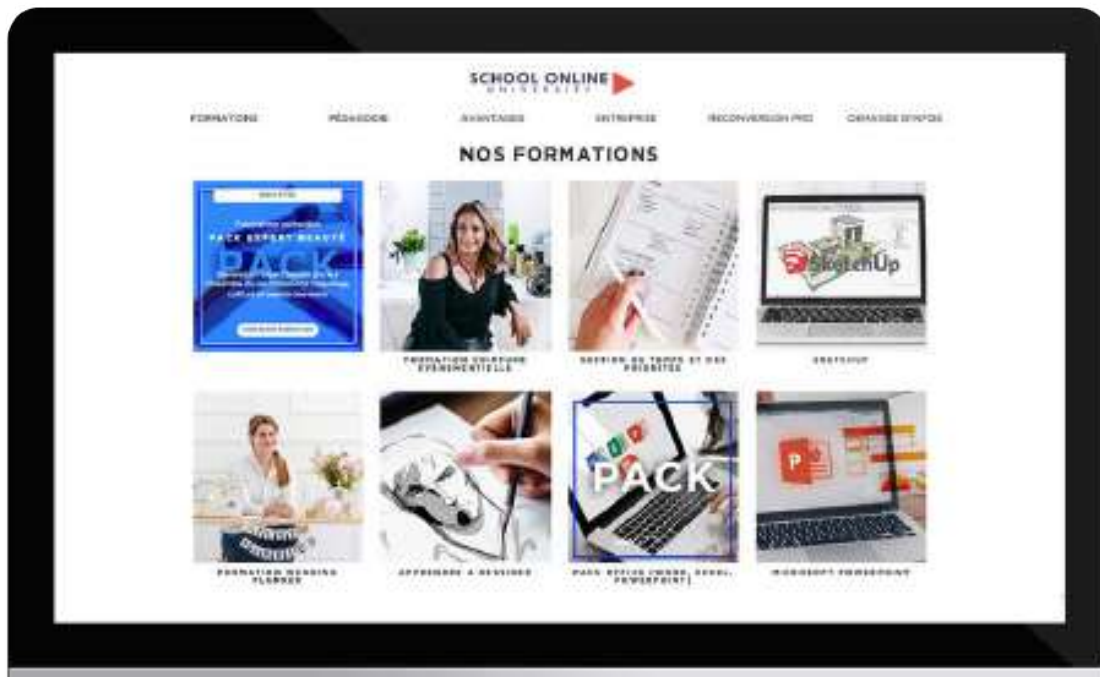 SCHOOL ONLINE
UNIVERSITY
FORMATIONS PÉDAGOGIE AVANTAGES ENTREPRISE RECONVERSION PRO DEMANDE D'INFOS
NOS FORMATIONS
PACK EXPERT BEAUTÉ
PACK
SketchUp
FORMATION COIFFURE
ÉVÉNEMENTIELLE
GESTION DU TEMPS ET DES
PRIORITÉS
SKETCHUP
PACK
P
FORMATION WEDDING
PLANNER
APPRENDRE A DESSINER
PACK OFFICE (WORD, EXCEL,
POWERPOINT)
MICROSOFT POWERPOINT